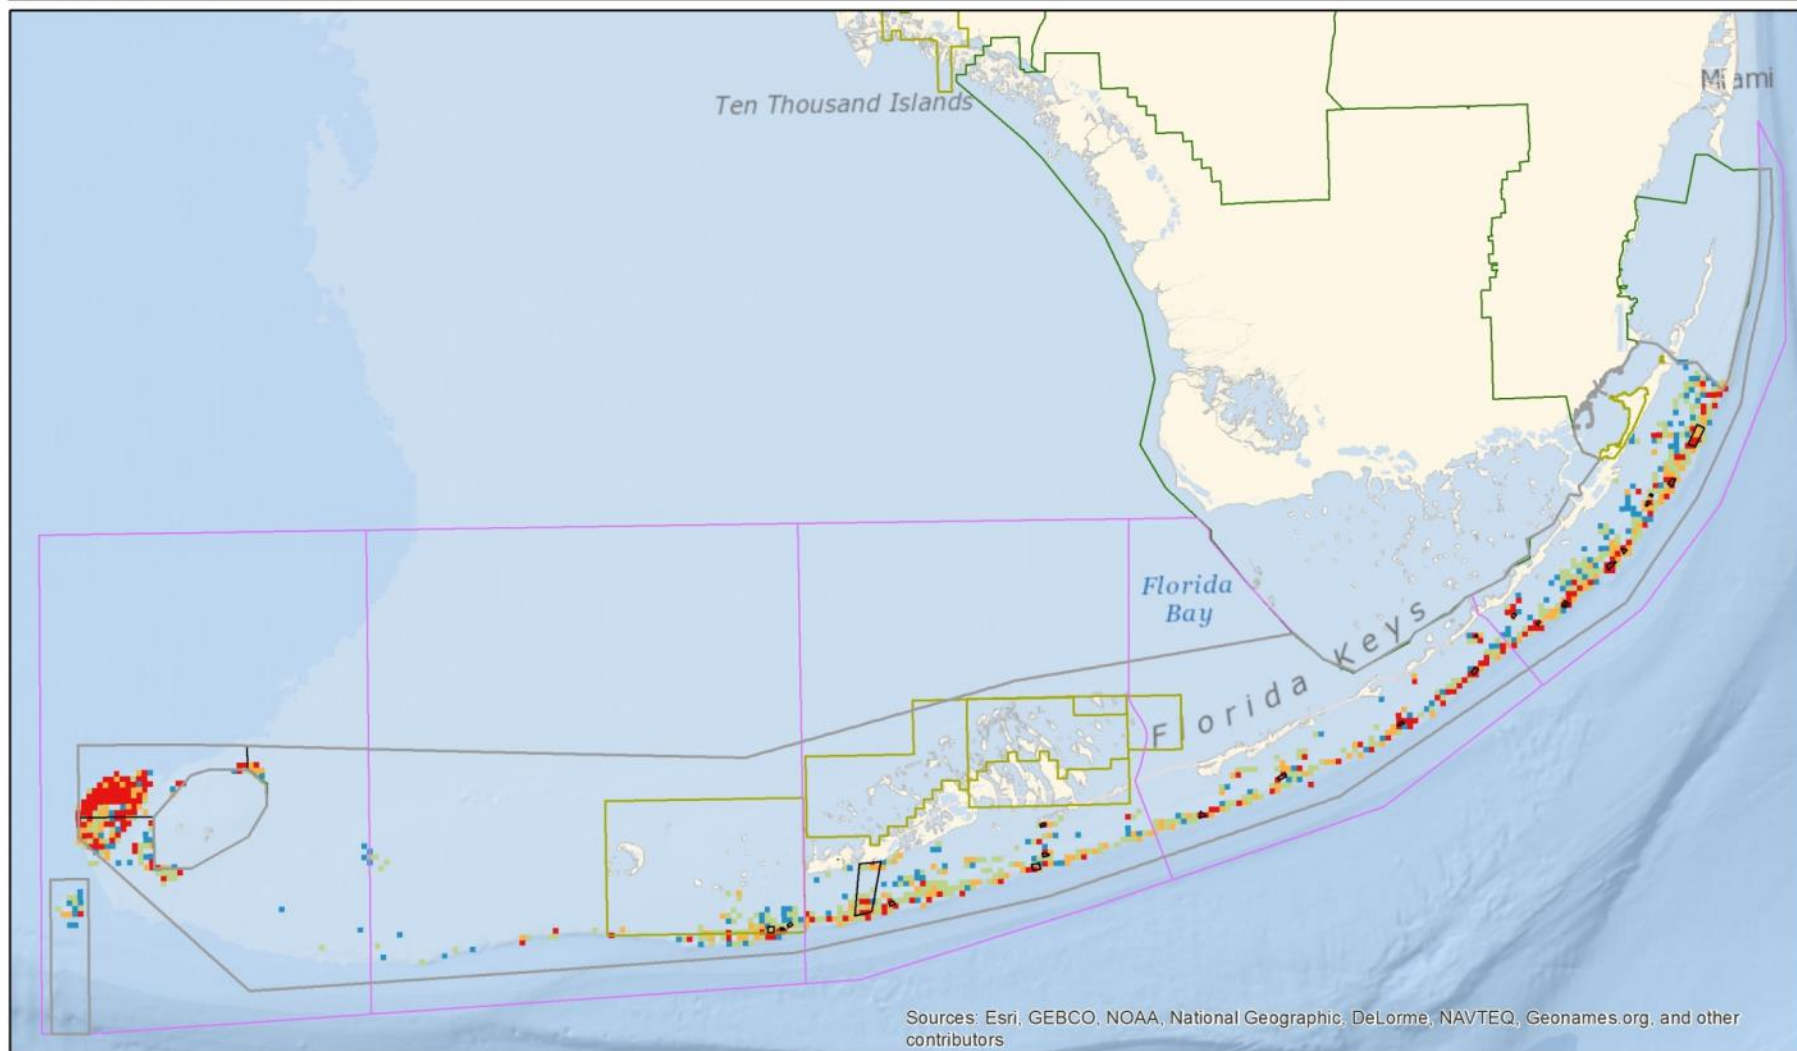 Ten Thousand Islands
Miami
Florida
Bay
Florida Keys
Sources: Esri, GEBCO, NOAA, National Geographic, DeLorme, NAVTEQ, Geonames.org, and other
contributors